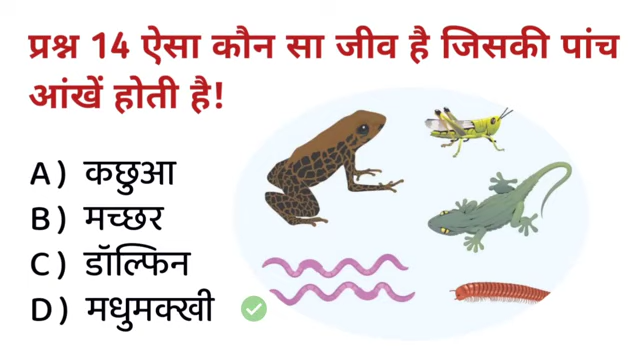 प्रश्न 14 ऐसा कौन सा जीव है जिसकी पांच
आंखें होती है!
A) कछुआ
B) मच्छर
C) डॉल्फिन
D) मधुमक्खी